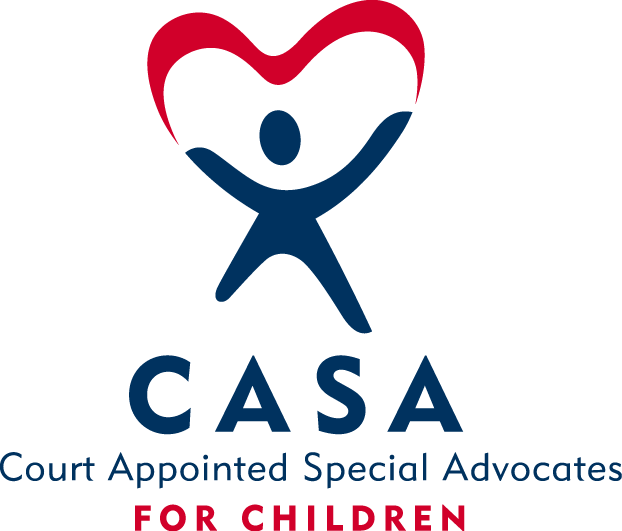 CASA
Court Appointed Special Advocates
FOR CHILDREN